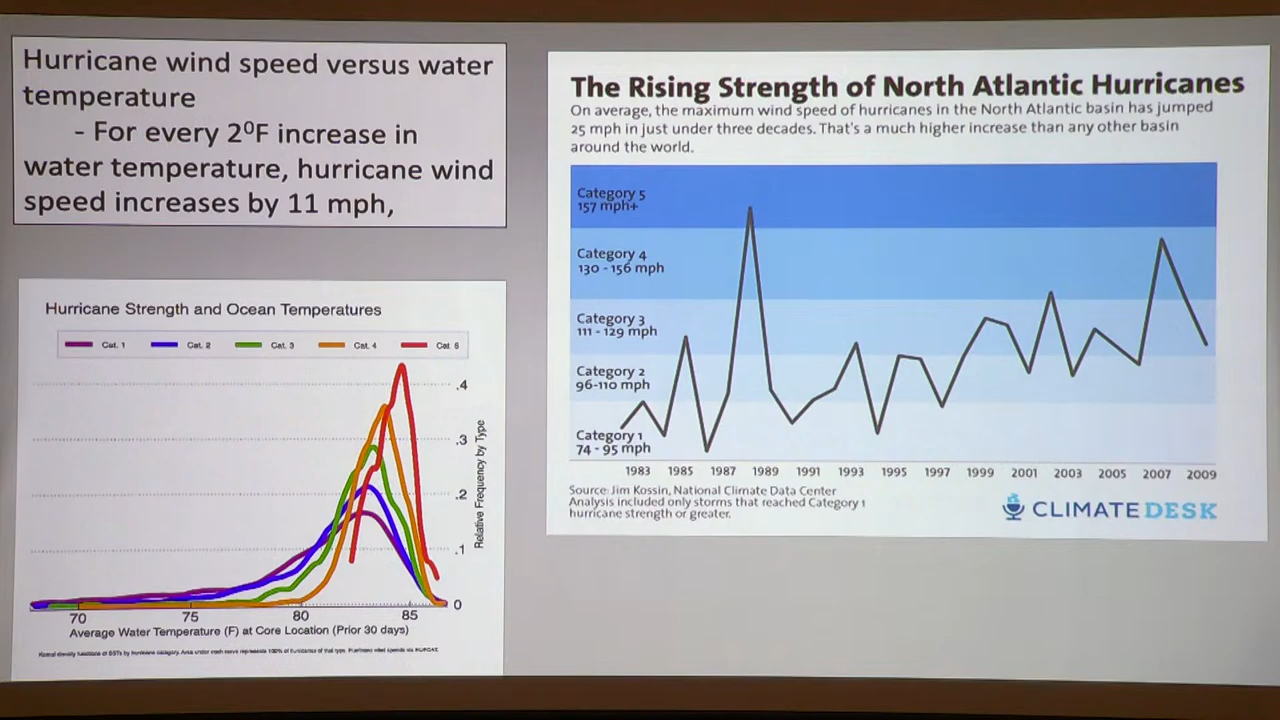 Hurricane wind speed versus water
temperature
- For every 2⁰F increase in
water temperature, hurricane wind
speed increases by 11 mph,
Hurricane Strength and Ocean Temperatures
Cat. 1 Cat. 2 Cat. 3 Cat. 4 Cat 5
.4
.3
.2
.1
0
Relative Frequency by Type
70 75 80 85
Average Water Temperature (F) at Core Location (Prior 30 days)
The Rising Strength of North Atlantic Hurricanes
On average, the maximum wind speed of hurricanes in the North Atlantic basin has jumped
25 mph in just under three decades. That's a much higher increase than any other basin
around the world.
Category 5
157 mph+
Category 4
130 - 156 mph
Category 3
111 - 129 mph
Category 2
96-110 mph
Category 1
74 - 95 mph
1983 1985 1987 1989 1991 1993 1995 1997 1999 2001 2003 2005 2007 2009
Source: Jim Kossin, National Climate Data Center
Analysis included only storms that reached Category 1
hurricane strength or greater.
CLIMATE DESK